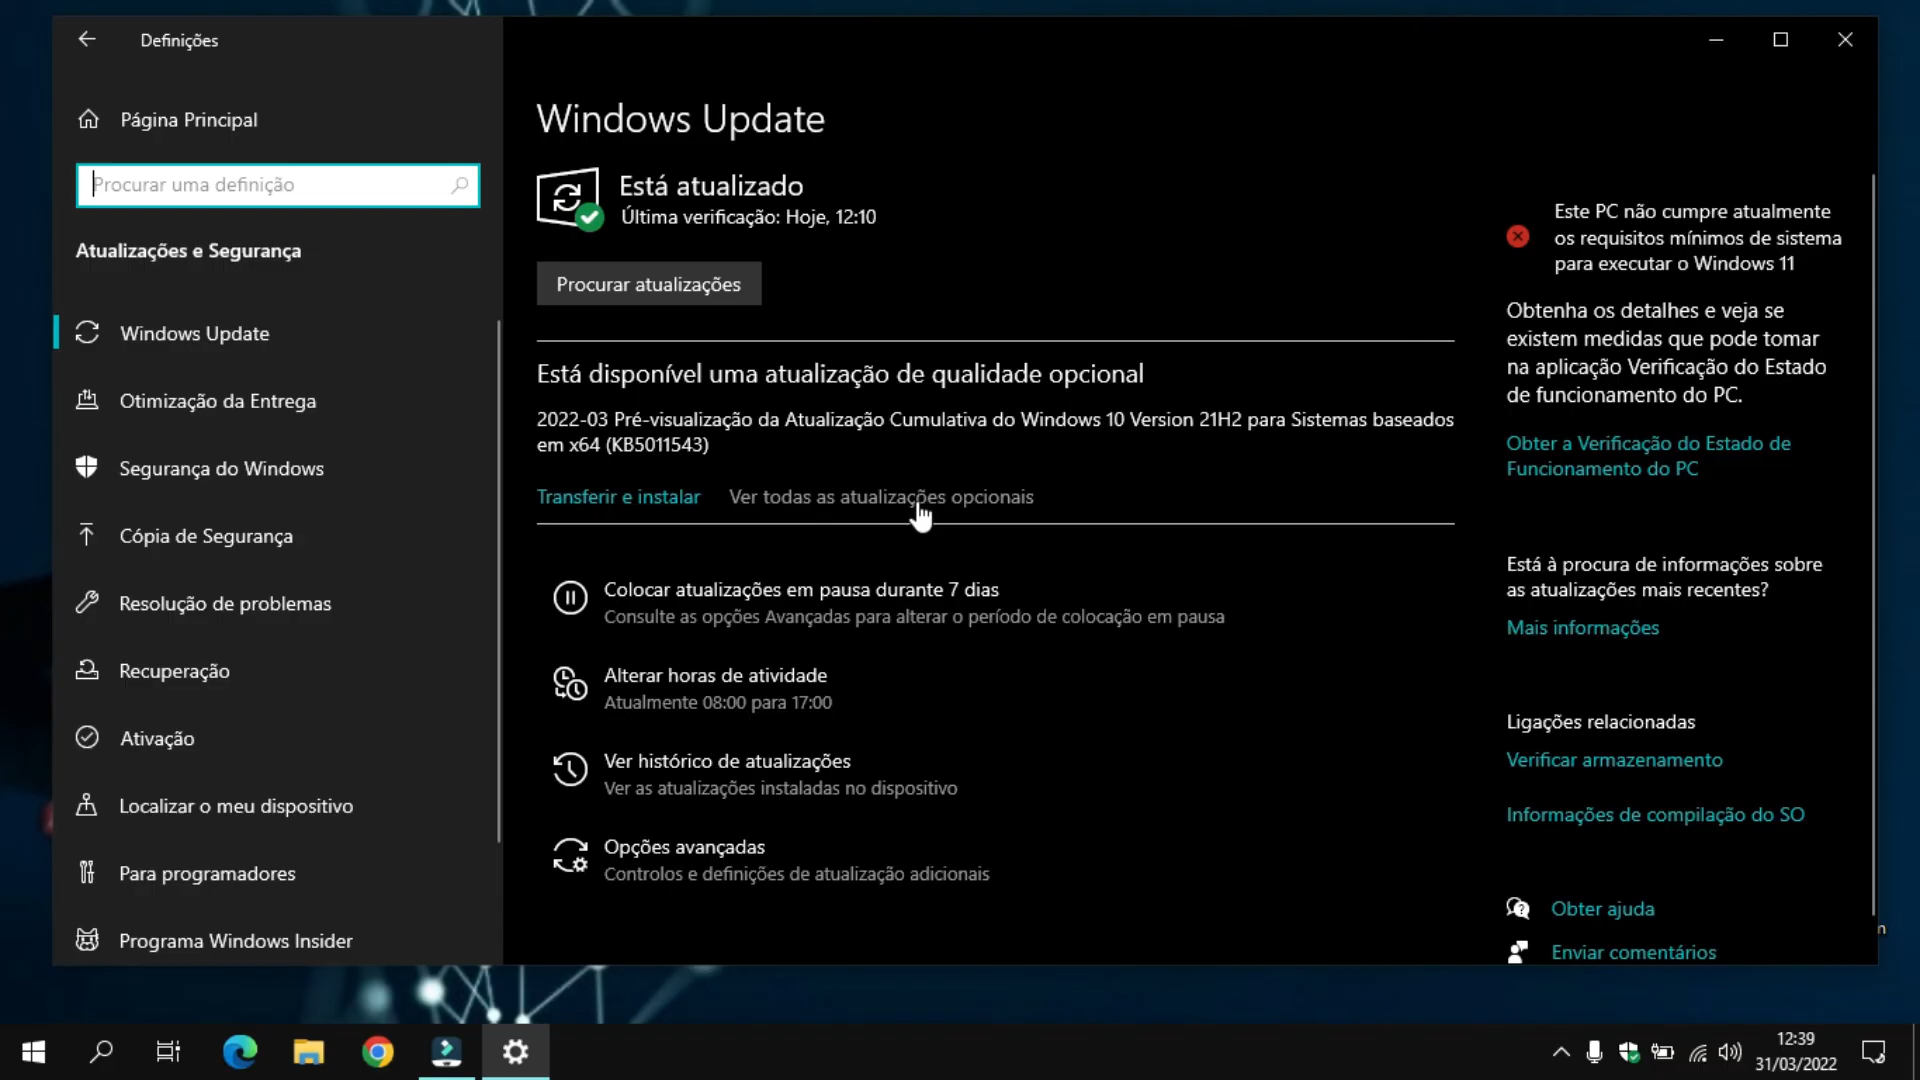 Definições
Página Principal
Procurar uma definição
Atualizações e Segurança
Windows Update
Otimização da Entrega
Segurança do Windows
Cópia de Segurança
Resolução de problemas
Recuperação
Ativação
Localizar o meu dispositivo
Para programadores
Programa Windows Insider
Windows Update
Está atualizado
Última verificação: Hoje, 12:10
Procurar atualizações
Está disponível uma atualização de qualidade opcional
2022-03 Pré-visualização da Atualização Cumulativa do Windows 10 Version 21H2 para Sistemas baseados
em x64 (KB5011543)
Transferir e instalar Ver todas as atualizações opcionais
Colocar atualizações em pausa durante 7 dias
Consulte as opções Avançadas para alterar o período de colocação em pausa
Alterar horas de atividade
Atualmente 08:00 para 17:00
Ver histórico de atualizações
Ver as atualizações instaladas no dispositivo
Opções avançadas
Controlos e definições de atualização adicionais
Este PC não cumpre atualmente
os requisitos mínimos de sistema
para executar o Windows 11
Obtenha os detalhes e veja se
existem medidas que pode tomar
na aplicação Verificação do Estado
de funcionamento do PC.
Obter a Verificação do Estado de
Funcionamento do PC
Está à procura de informações sobre
as atualizações mais recentes?
Mais informações
Ligações relacionadas
Verificar armazenamento
Informações de compilação do SO
Obter ajuda
Enviar comentários
12:39
31/03/2022